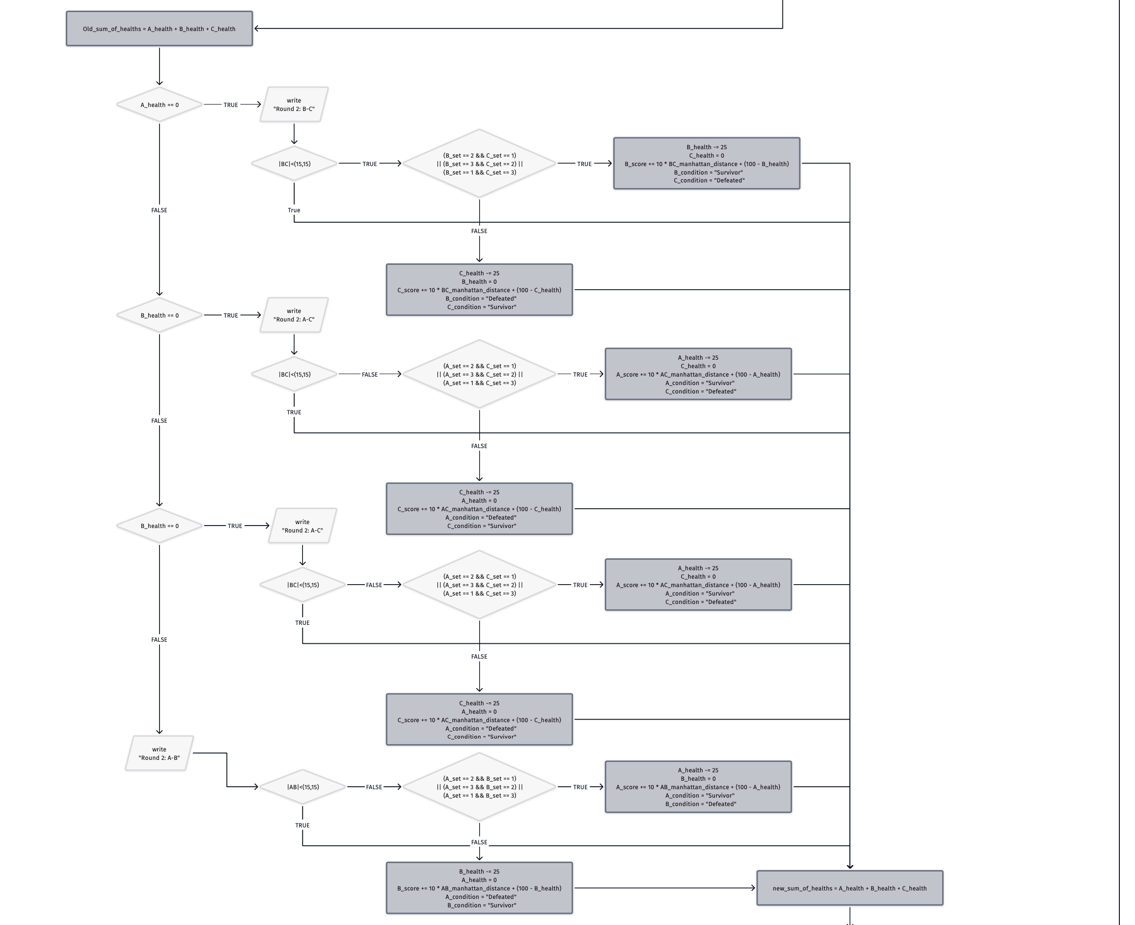 Old_sum_of_healths = A_health + B_health + C_health
A_health == 0
TRUE
write
"Round 2: B-C"
|BC|<(15,15)
TRUE
(B_set == 2 && C_set == 1)
|| (B_set == 3 && C_set == 2) ||
(B_set == 1 && C_set == 3)
TRUE
B_health -= 25
C_health = 0
B_score += 10 * BC_manhattan_distance + (100 - B_health)
B_condition = "Survivor"
C_condition = "Defeated"
FALSE
True
FALSE
C_health -= 25
B_health = 0
C_score += 10 * BC_manhattan_distance + (100 - C_health)
B_condition = "Defeated"
C_condition = "Survivor"
B_health == 0
TRUE
write
"Round 2: A-C"
|BC|<(15,15)
FALSE
(A_set == 2 && C_set == 1)
|| (A_set == 3 && C_set == 2) ||
(A_set == 1 && C_set == 3)
TRUE
A_health -= 25
C_health = 0
A_score += 10 * AC_manhattan_distance + (100 - A_health)
A_condition = "Survivor"
C_condition = "Defeated"
TRUE
FALSE
FALSE
C_health -= 25
A_health = 0
C_score += 10 * AC_manhattan_distance + (100 - C_health)
A_condition = "Defeated"
C_condition = "Survivor"
B_health == 0
TRUE
write
"Round 2: A-C"
|BC|<(15,15)
FALSE
(A_set == 2 && C_set == 1)
|| (A_set == 3 && C_set == 2) ||
(A_set == 1 && C_set == 3)
TRUE
A_health -= 25
C_health = 0
A_score += 10 * AC_manhattan_distance + (100 - A_health)
A_condition = "Survivor"
C_condition = "Defeated"
TRUE
FALSE
FALSE
C_health -= 25
A_health = 0
C_score += 10 * AC_manhattan_distance + (100 - C_health)
A_condition = "Defeated"
C_condition = "Survivor"
write
"Round 2: A-B"
|AB|<(15,15)
FALSE
(A_set == 2 && B_set == 1)
|| (A_set == 3 && B_set == 2) ||
(A_set == 1 && B_set == 3)
TRUE
A_health -= 25
B_health = 0
A_score += 10 * AB_manhattan_distance + (100 - A_health)
A_condition = "Survivor"
B_condition = "Defeated"
TRUE
FALSE
B_health -= 25
A_health = 0
B_score += 10 * AB_manhattan_distance + (100 - B_health)
A_condition = "Defeated"
B_condition = "Survivor"
new_sum_of_healths = A_health + B_health + C_health